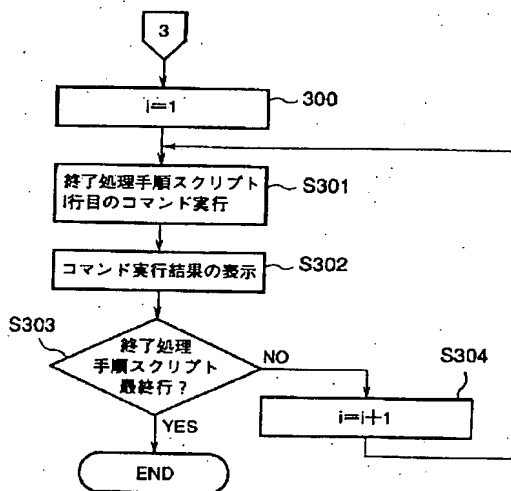 3
i=1
300
終了処理手順スクリプト
i行目のコマンド実行
S301
コマンド実行結果の表示
S302
S303
終了処理
手順スクリプト
最終行?
NO
S304
i=i+1
YES
END